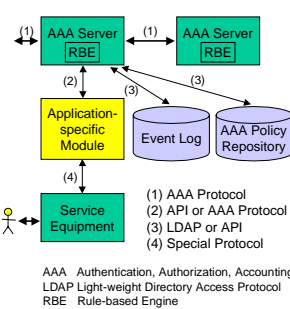 (1)
AAA Server
RBE
(1)
AAA Server
RBE
(2)
(3)
(3)
Application-
specific
Module
Event Log
AAA Policy
Repository
(4)
Service
Equipment
(1) AAA Protocol
(2) API or AAA Protocol
(3) LDAP or API
(4) Special Protocol
AAA Authentication, Authorization, Accounting
LDAP Light-weight Directory Access Protocol
RBE Rule-based Engine